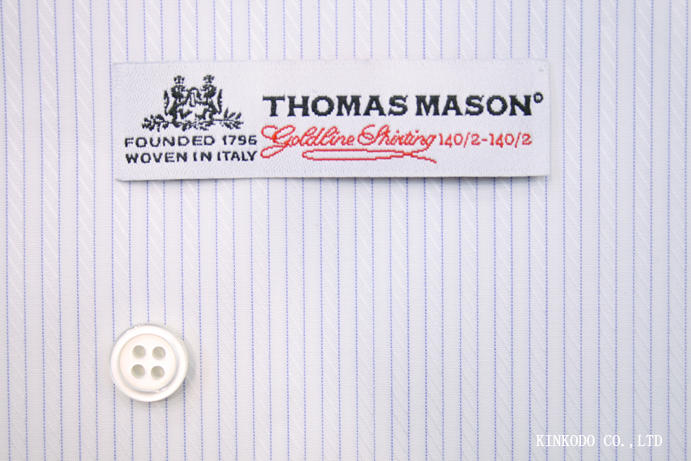 THOMAS MASON®
FOUNDED 1796
WOVEN IN ITALY
Goldline Shirting 140/2-140/2
KINKODO CO.,LTD